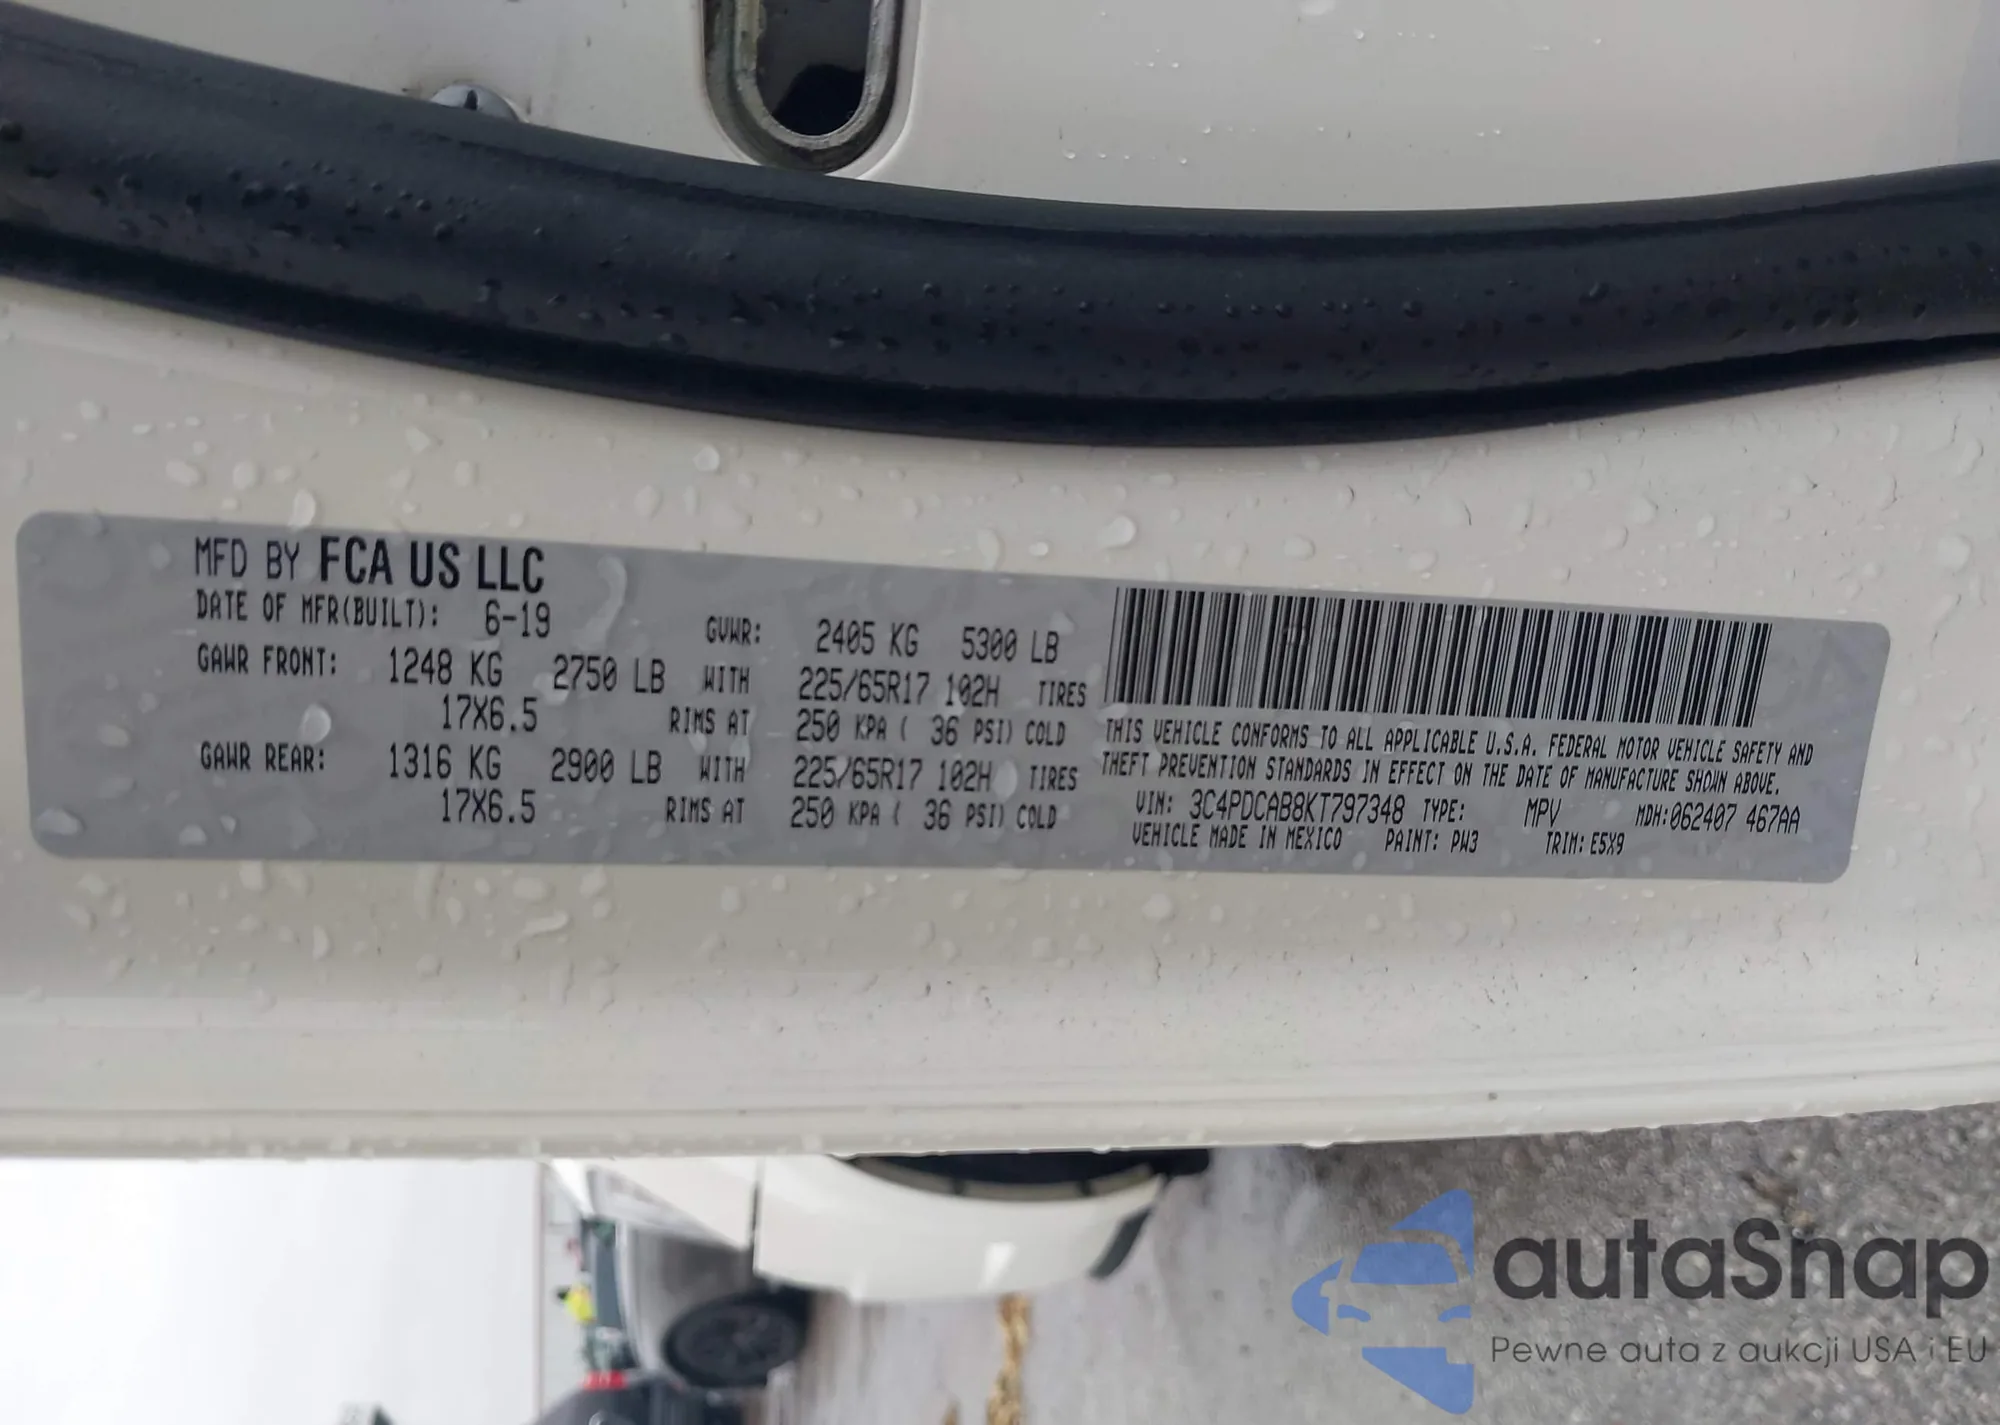 MFD BY FCA US LLC
DATE OF MFR(BUILT): 6-19 GVWR: 2405 KG 5300 LB
GAWR FRONT: 1248 KG 2750 LB WITH 225/65R17 102H TIRES
17X6.5 RIMS AT 250 KPA ( 36 PSI) COLD
GAWR REAR: 1316 KG 2900 LB WITH 225/65R17 102H TIRES
17X6.5 RIMS AT 250 KPA ( 36 PSI) COLD
THIS VEHICLE CONFORMS TO ALL APPLICABLE U.S.A. FEDERAL MOTOR VEHICLE SAFETY AND
THEFT PREVENTION STANDARDS IN EFFECT ON THE DATE OF MANUFACTURE SHOWN ABOVE.
VIN: 3C4PDCAB8KT797348 TYPE: MPV MDH:062407 467AA
VEHICLE MADE IN MEXICO PAINT: PW3 TRIM: E5X9
autaSnap
Pewne auta z aukcji USA i EU